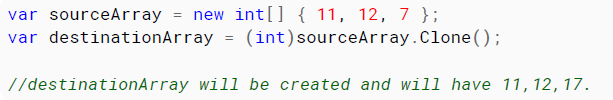 var sourceArray = new int[] { 11, 12, 7 };
var destinationArray = (int)sourceArray.Clone();
//destinationArray will be created and will have 11,12,17.